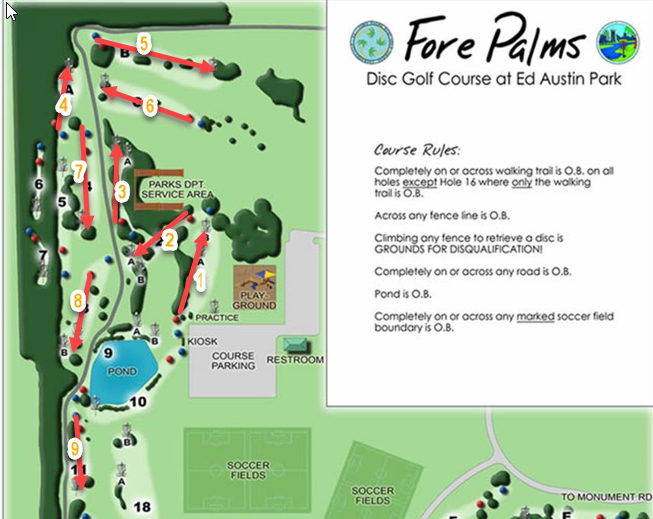 Fore Palms
Disc Golf Course at Ed Austin Park
Course Rules:
Completely on or across walking trail is O.B. on all
holes except Hole 16 where only the walking
trail is O.B.
Across any fence line is O.B.
Climbing any fence to retrieve a disc is
GROUNDS FOR DISQUALIFICATION!
Completely on or across any road is O.B.
Pond is O.B.
Completely on or across any marked soccer field
boundary is O.B.
5
B
A
4
6
7
4
A
3
PARKS DPT.
SERVICE AREA
6
5
2
B
A
B
7
1
8
PLAY-
GROUND
PRACTICE
A
B
KIOSK
B
9
COURSE
PARKING
RESTROOM
POND
10
9
B
11
SOCCER
FIELDS
SOCCER
FIELDS
18
TO MONUMENT RD